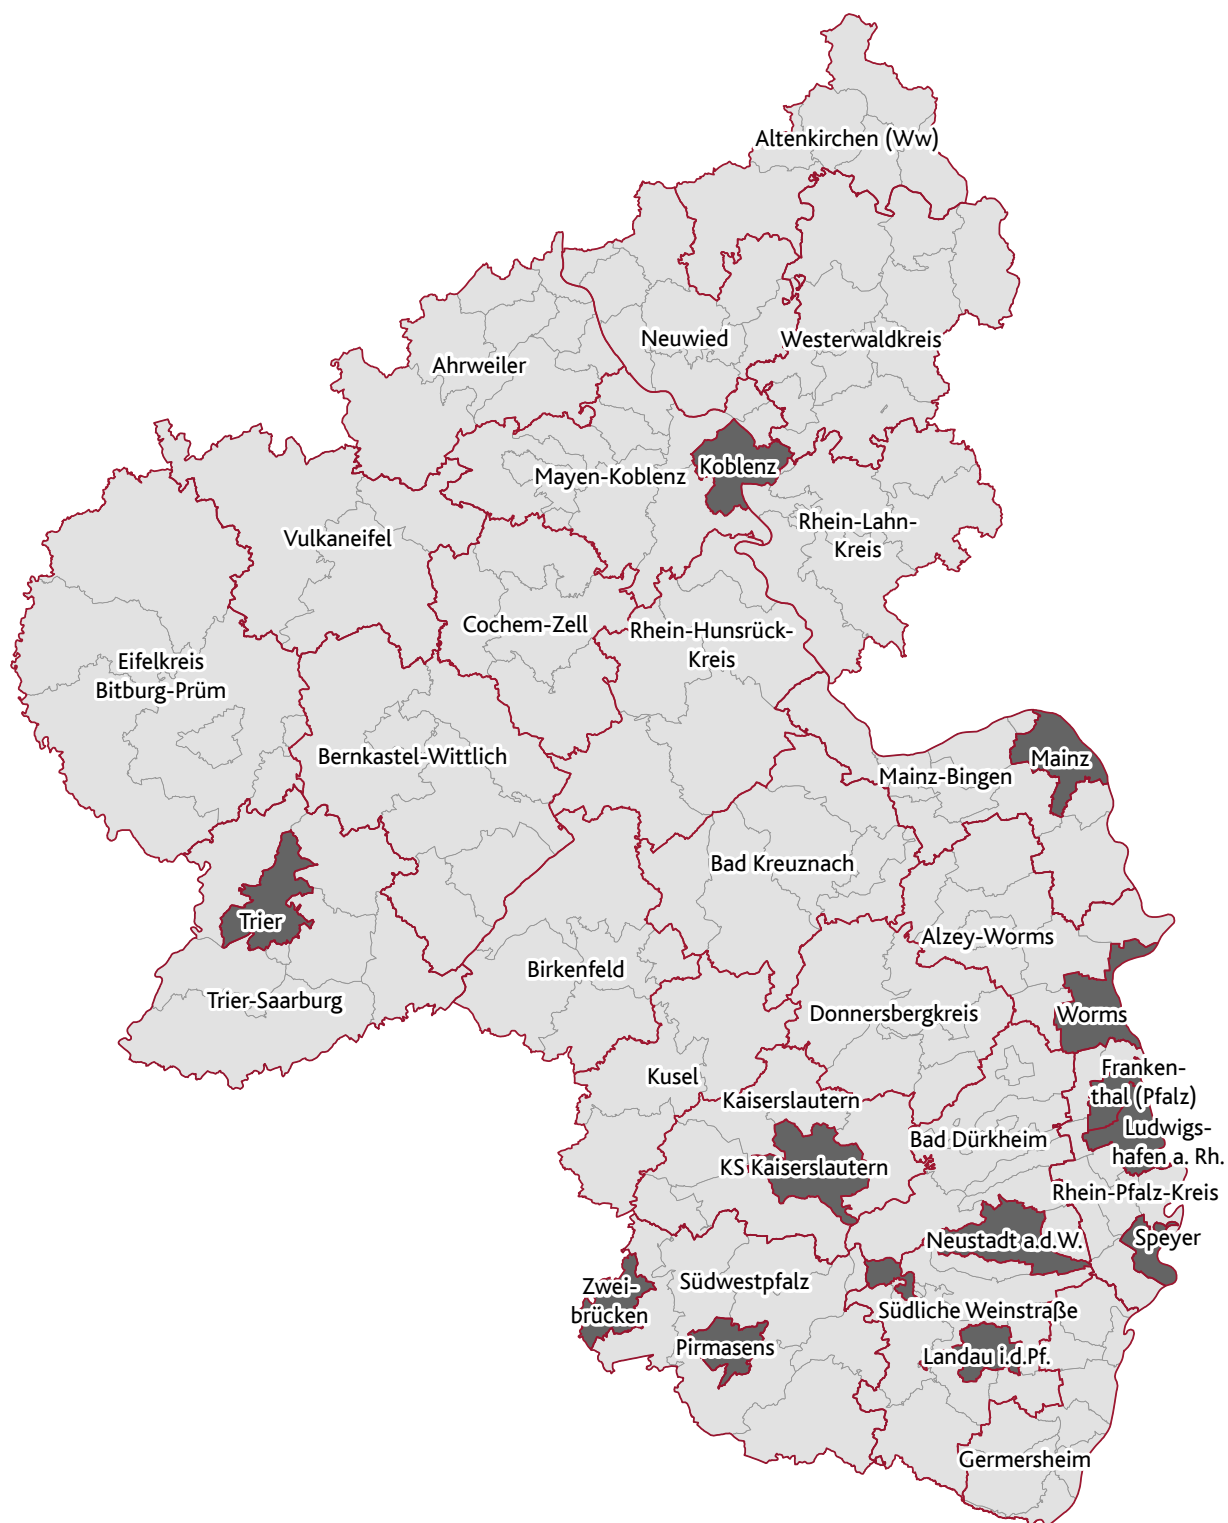 Altenkirchen (Ww)
Neuwied
Westerwaldkreis
Ahrweiler
Koblenz
Mayen-Koblenz
Rhein-Lahn-
Kreis
Vulkaneifel
Cochem-Zell
Rhein-Hunsrück-
Kreis
Eifelkreis
Bitburg-Prüm
Bernkastel-Wittlich
Mainz
Mainz-Bingen
Bad Kreuznach
Trier
Alzey-Worms
Birkenfeld
Trier-Saarburg
Donnersbergkreis
Worms
Kusel
Franken-
thal (Pfalz)
Kaiserslautern
Ludwigs-
hafen a. Rh.
Bad Dürkheim
KS Kaiserslautern
Rhein-Pfalz-Kreis
Neustadt a.d.W.
Speyer
Zwei-
brücken
Südwestpfalz
Südliche Weinstraße
Pirmasens
Landau i.d.Pf.
Germersheim